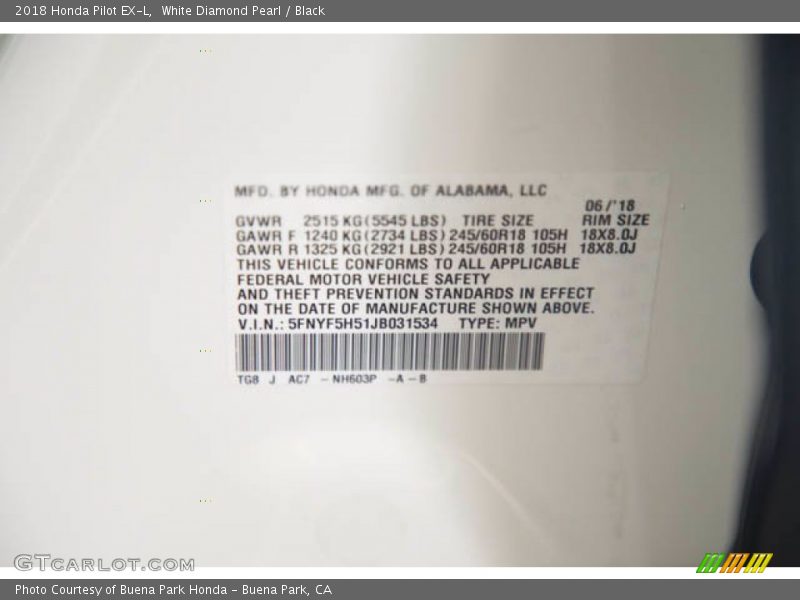 2018 Honda Pilot EX-L,  White Diamond Pearl / Black
MFD. BY HONDA MFG. OF ALABAMA, LLC
06/'18
GVWR 2515 KG(5545 LBS) TIRE SIZE RIM SIZE
GAWR F 1240 KG(2734 LBS) 245/60R18 105H 18X8.0J
GAWR R 1325 KG(2921 LBS) 245/60R18 105H 18X8.0J
THIS VEHICLE CONFORMS TO ALL APPLICABLE
FEDERAL MOTOR VEHICLE SAFETY
AND THEFT PREVENTION STANDARDS IN EFFECT
ON THE DATE OF MANUFACTURE SHOWN ABOVE.
V.I.N.: 5FNYF5H51JB031534 TYPE: MPV
TG8 J AC7 - NH603P -A - B
GTCARLOT.COM
Photo Courtesy of Buena Park Honda - Buena Park, CA